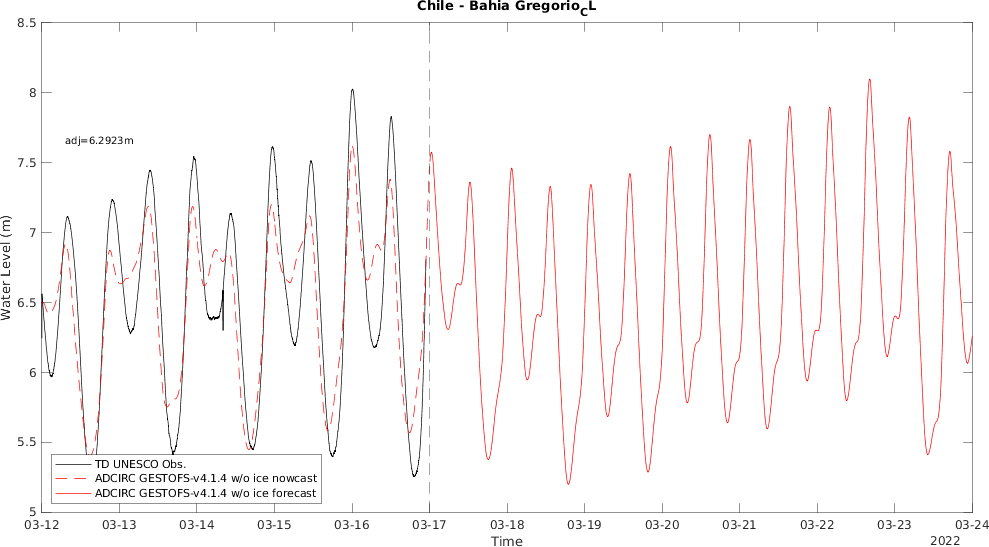 Chile - Bahia Gregorio_CL
8.5
8
7.5
7
6.5
6
5.5
5
Water Level (m)
adj=6.2923m
TD UNESCO Obs.
ADCIRC GESTOFS-v4.1.4 w/o ice nowcast
ADCIRC GESTOFS-v4.1.4 w/o ice forecast
03-12 03-13 03-14 03-15 03-16 03-17 03-18 03-19 03-20 03-21 03-22 03-23 03-24
Time
2022